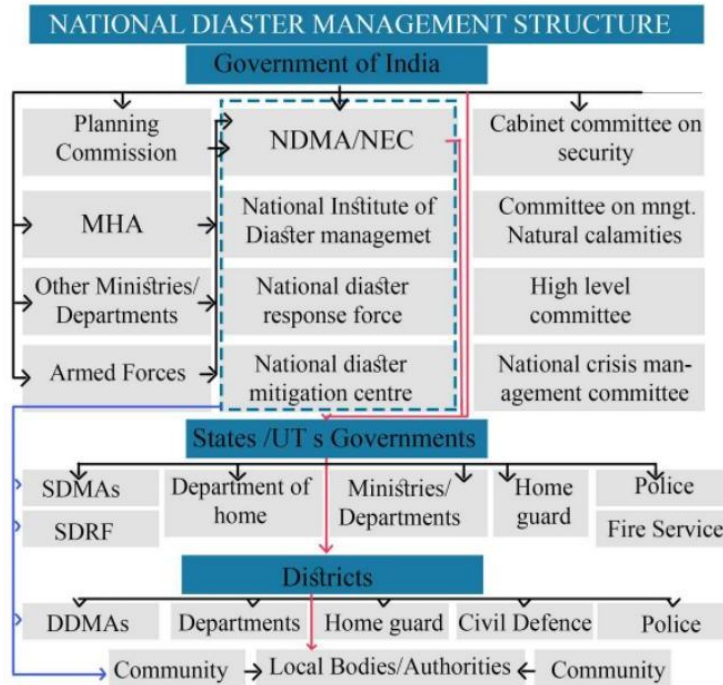 NATIONAL DIASTER MANAGEMENT STRUCTURE
Government of India
Planning
Commission
NDMA/NEC
Cabinet committee on
security
MHA
National Institute of
Diaster managemet
Committee on mngt.
Natural calamities
Other Ministries/
Departments
National diaster
response force
High level
committee
Armed Forces
National diaster
mitigation centre
National crisis man-
agement committee
States /UT s Governments
SDMAs
Department of
home
Ministries/
Departments
Home
guard
Police
SDRF
Fire Service
Districts
DDMAs
Departments
Home guard
Civil Defence
Police
Community
Local Bodies/Authorities
Community